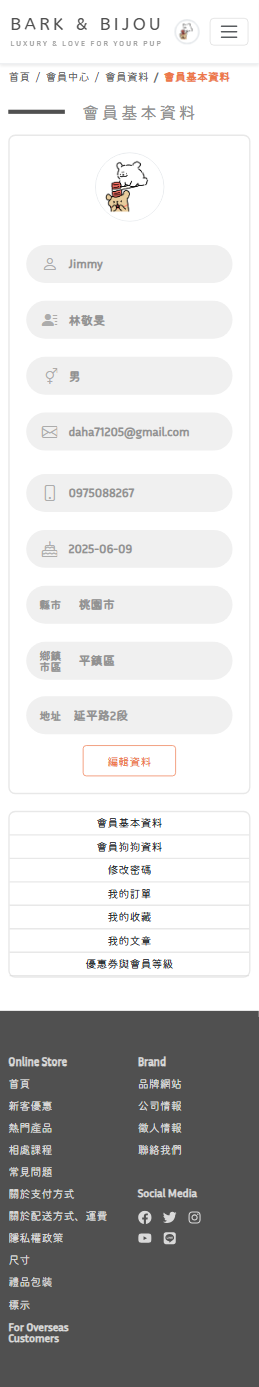 BARK & BIJOU
LUXURY & LOVE FOR YOUR PUP
首頁 / 會員中心 / 會員資料 / 會員基本資料
會員基本資料
Jimmy
林敬旻
男
daha71205@gmail.com
0975088267
2025-06-09
縣市 桃園市
鄉鎮市區 平鎮區
地址 延平路2段
編輯資料
會員基本資料
會員狗狗資料
修改密碼
我的訂單
我的收藏
我的文章
優惠券與會員等級
Online Store
首頁
新客優惠
熱門產品
相處課程
常見問題
關於支付方式
關於配送方式、運費
隱私權政策
尺寸
禮品包裝
標示
For Overseas
Customers
Brand
品牌網站
公司情報
徵人情報
聯絡我們
Social Media